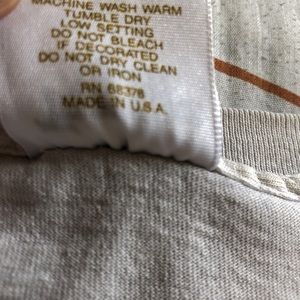 MACHINE WASH WARM
TUMBLE DRY
LOW SETTING
DO NOT BLEACH
IF DECORATED
DO NOT DRY CLEAN
OR IRON
RN 68378
MADE IN U.S.A.